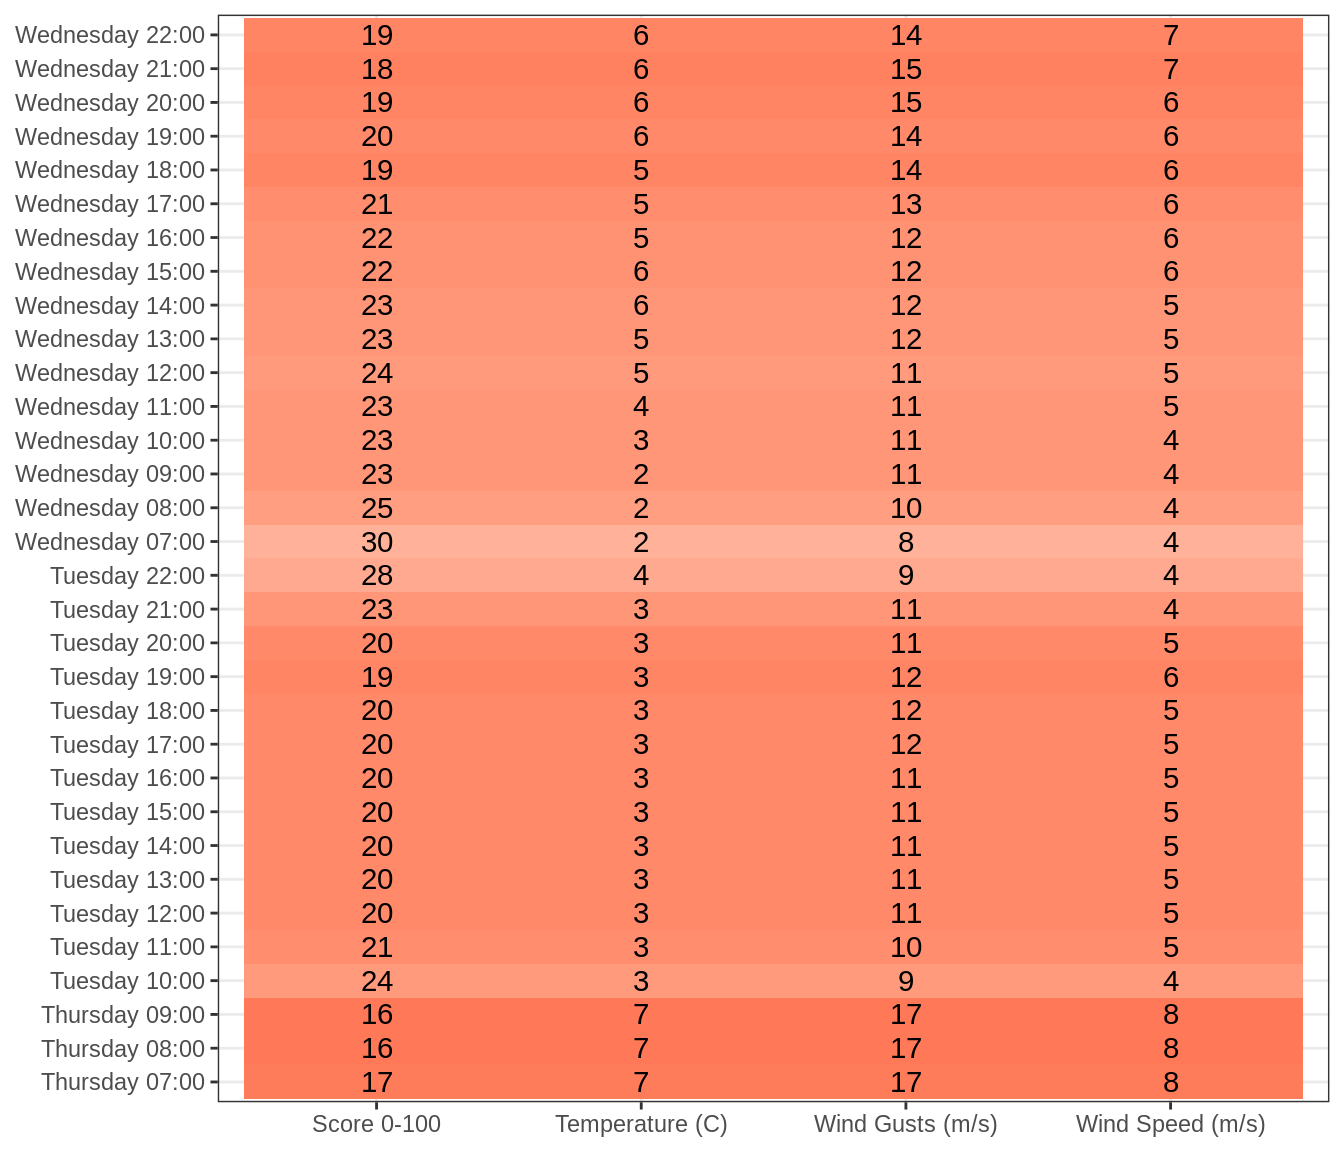 Wednesday 22:00 19 6 14 7
Wednesday 21:00 18 6 15 7
Wednesday 20:00 19 6 15 6
Wednesday 19:00 20 6 14 6
Wednesday 18:00 19 5 14 6
Wednesday 17:00 21 5 13 6
Wednesday 16:00 22 5 12 6
Wednesday 15:00 22 6 12 6
Wednesday 14:00 23 6 12 5
Wednesday 13:00 23 5 12 5
Wednesday 12:00 24 5 11 5
Wednesday 11:00 23 4 11 5
Wednesday 10:00 23 3 11 4
Wednesday 09:00 23 2 11 4
Wednesday 08:00 25 2 10 4
Wednesday 07:00 30 2 8 4
Tuesday 22:00 28 4 9 4
Tuesday 21:00 23 3 11 4
Tuesday 20:00 20 3 11 5
Tuesday 19:00 19 3 12 6
Tuesday 18:00 20 3 12 5
Tuesday 17:00 20 3 12 5
Tuesday 16:00 20 3 11 5
Tuesday 15:00 20 3 11 5
Tuesday 14:00 20 3 11 5
Tuesday 13:00 20 3 11 5
Tuesday 12:00 20 3 11 5
Tuesday 11:00 21 3 10 5
Tuesday 10:00 24 3 9 4
Thursday 09:00 16 7 17 8
Thursday 08:00 16 7 17 8
Thursday 07:00 17 7 17 8
Score 0-100 Temperature (C) Wind Gusts (m/s) Wind Speed (m/s)